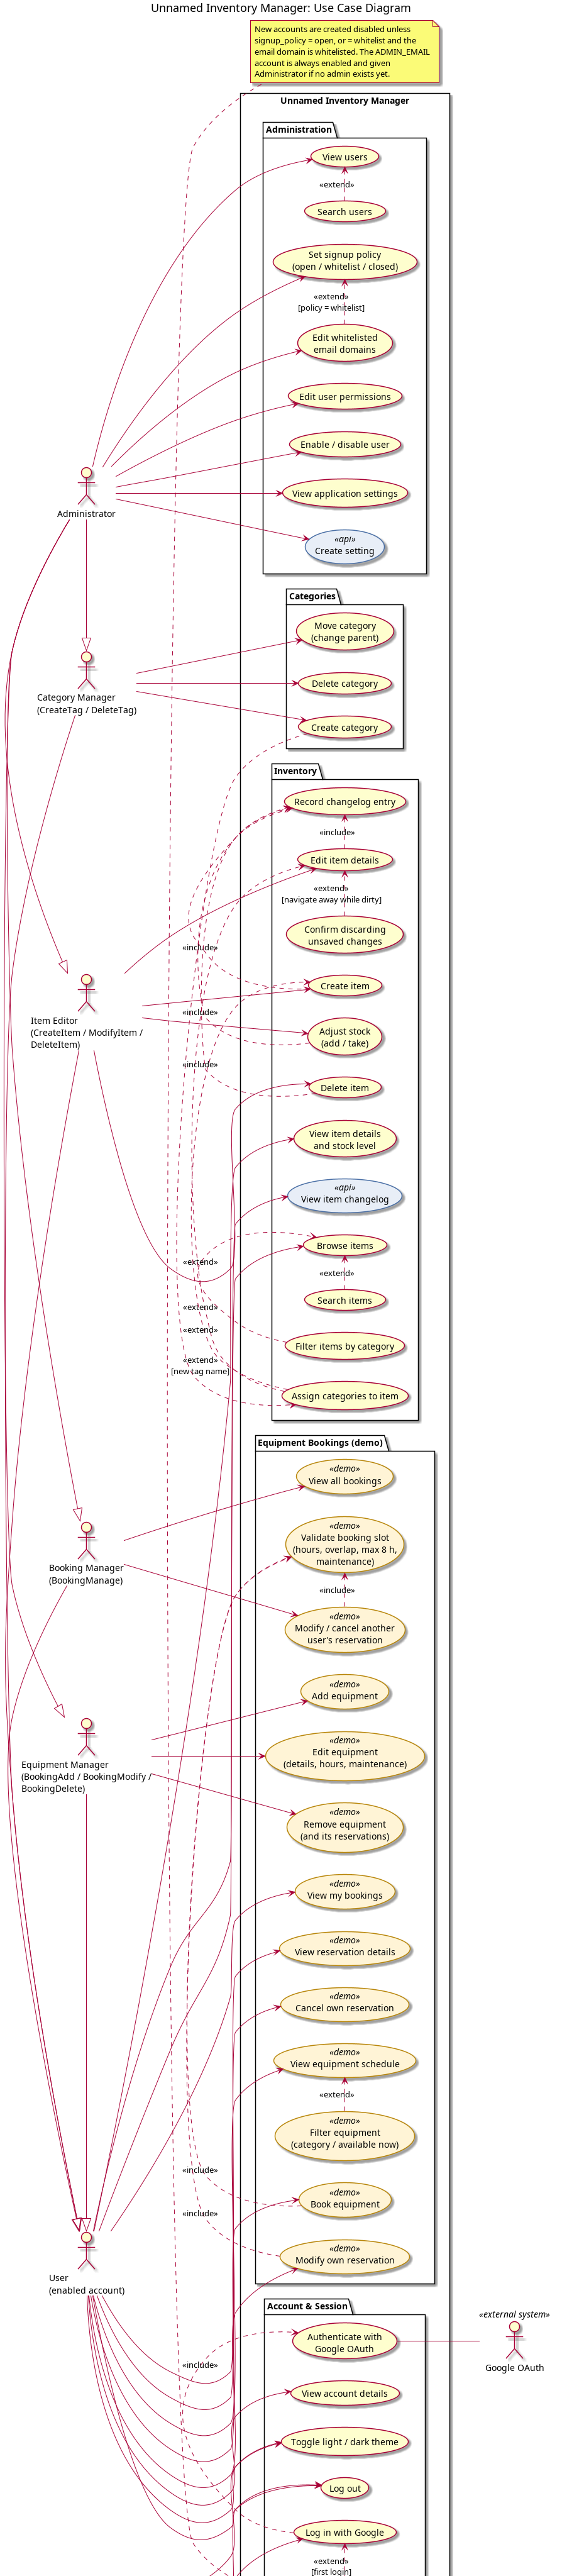 Unnamed Inventory Manager: Use Case Diagram
New accounts are created disabled unless
signup_policy = open, or = whitelist and the
email domain is whitelisted. The ADMIN_EMAIL
account is always enabled and given
Administrator if no admin exists yet.
Unnamed Inventory Manager
Administration
View users
«extend»
Search users
Set signup policy
(open / whitelist / closed)
«extend»
[policy = whitelist]
Edit whitelisted
email domains
Edit user permissions
Enable / disable user
View application settings
«api»
Create setting
Administrator
Categories
Move category
(change parent)
Delete category
Create category
Category Manager
(CreateTag / DeleteTag)
Inventory
Record changelog entry
«include»
Edit item details
«extend»
[navigate away while dirty]
Confirm discarding
unsaved changes
«include»
Create item
«include»
Adjust stock
(add / take)
«include»
Delete item
Item Editor
(CreateItem / ModifyItem /
DeleteItem)
View item details
and stock level
«api»
View item changelog
Browse items
«extend»
«extend»
Search items
«extend»
«extend»
Filter items by category
«extend»
[new tag name]
Assign categories to item
Equipment Bookings (demo)
«demo»
View all bookings
«demo»
Validate booking slot
(hours, overlap, max 8 h,
maintenance)
«include»
«demo»
Modify / cancel another
user's reservation
Booking Manager
(BookingManage)
«demo»
Add equipment
«demo»
Edit equipment
(details, hours, maintenance)
«demo»
Remove equipment
(and its reservations)
Equipment Manager
(BookingAdd / BookingModify /
BookingDelete)
«demo»
View my bookings
«demo»
View reservation details
«demo»
Cancel own reservation
«demo»
View equipment schedule
«extend»
«demo»
Filter equipment
(category / available now)
«include»
«demo»
Book equipment
«include»
«demo»
Modify own reservation
User
(enabled account)
Account & Session
«external system»
Google OAuth
Authenticate with
Google OAuth
«include»
View account details
Toggle light / dark theme
Log out
Log in with Google
«extend»
[first login]